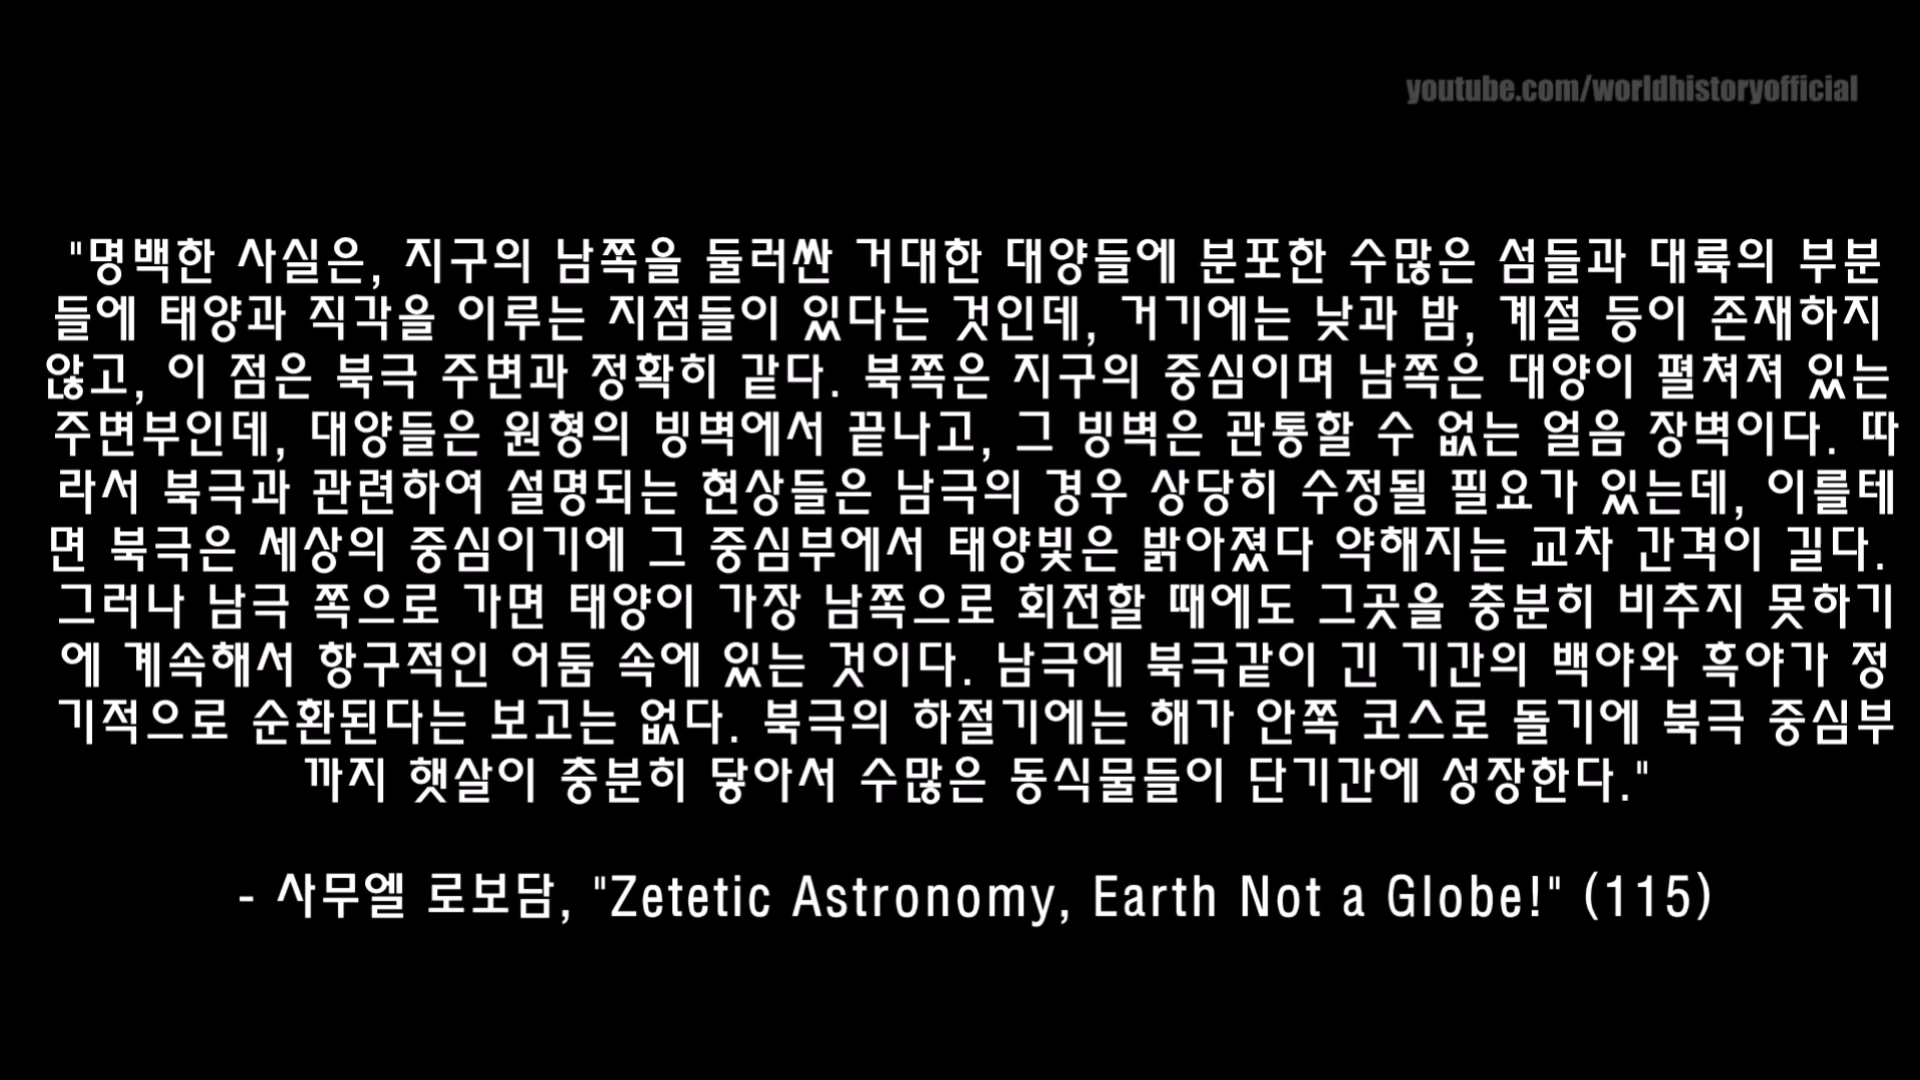 youtube.com/worldhistoryofficial
"명백한 사실은, 지구의 남쪽을 둘러싼 거대한 대양들에 분포한 수많은 섬들과 대륙의 부분
들에 태양과 직각을 이루는 지점들이 있다는 것인데, 거기에는 낮과 밤, 계절 등이 존재하지
않고, 이 점은 북극 주변과 정확히 같다. 북쪽은 지구의 중심이며 남쪽은 대양이 펼쳐져 있는
주변부인데, 대양들은 원형의 빙벽에서 끝나고, 그 빙벽은 관통할 수 없는 얼음 장벽이다. 따
라서 북극과 관련하여 설명되는 현상들은 남극의 경우 상당히 수정될 필요가 있는데, 이를테
면 북극은 세상의 중심이기에 그 중심부에서 태양빛은 밝아졌다 약해지는 교차 간격이 길다.
그러나 남극 쪽으로 가면 태양이 가장 남쪽으로 회전할 때에도 그곳을 충분히 비추지 못하기
에 계속해서 항구적인 어둠 속에 있는 것이다. 남극에 북극같이 긴 기간의 백야와 흑야가 정
기적으로 순환된다는 보고는 없다. 북극의 하절기에는 해가 안쪽 코스로 돌기에 북극 중심부
까지 햇살이 충분히 닿아서 수많은 동식물들이 단기간에 성장한다."
- 사무엘 로보담, "Zetetic Astronomy, Earth Not a Globe!" (115)